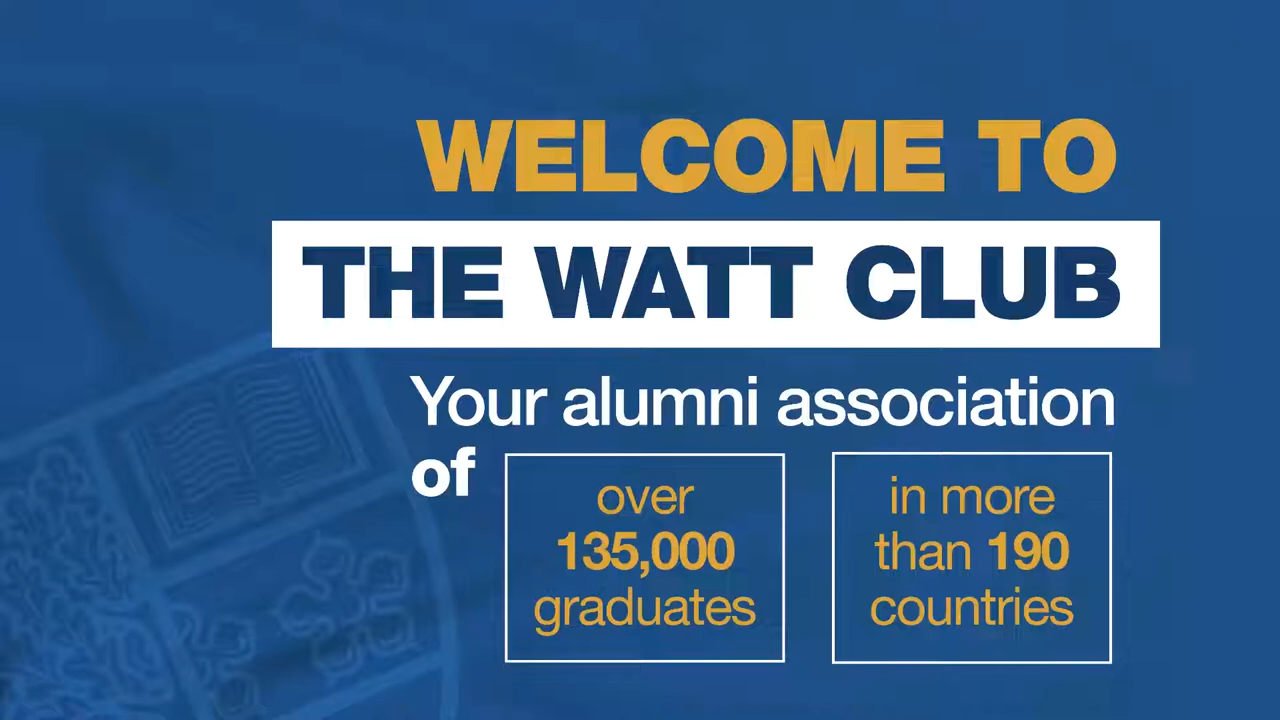 WELCOME TO
THE WATT CLUB
Your alumni association
of
over
135,000
graduates
in more
than 190
countries